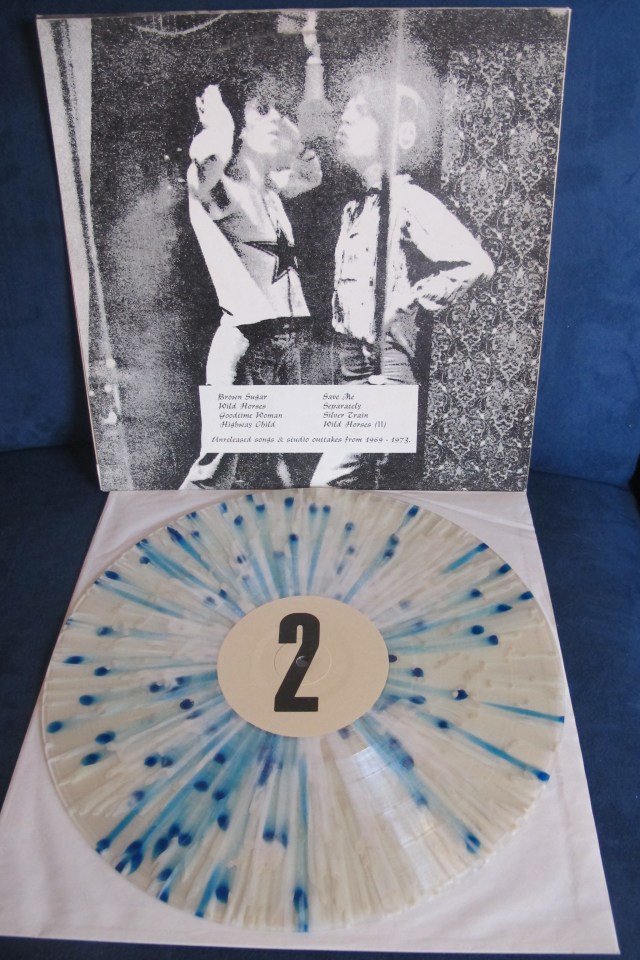 Brown Sugar Save Me
Wild Horses Separately
Goodtime Woman Silver Train
Highway Child Wild Horses (II)
Unreleased songs & studio outtakes from 1969 - 1973.
2